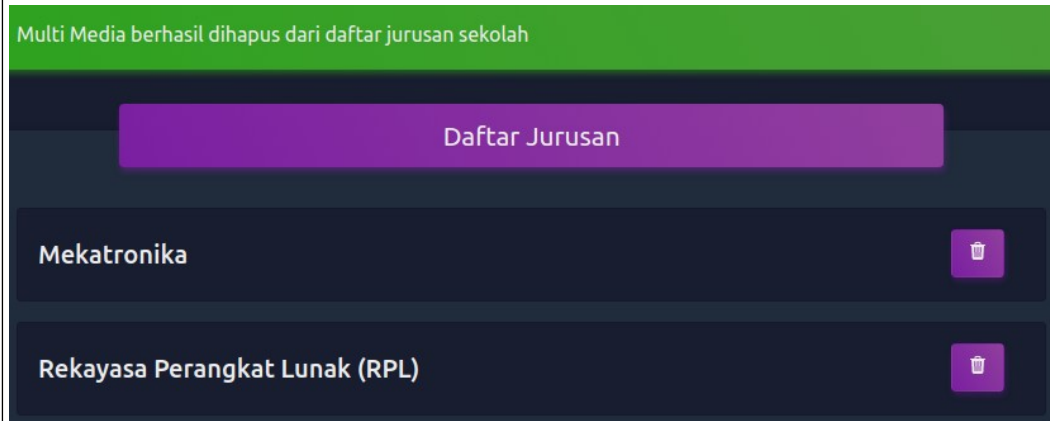 Multi Media berhasil dihapus dari daftar jurusan sekolah
Daftar Jurusan
Mekatronika
Rekayasa Perangkat Lunak (RPL)